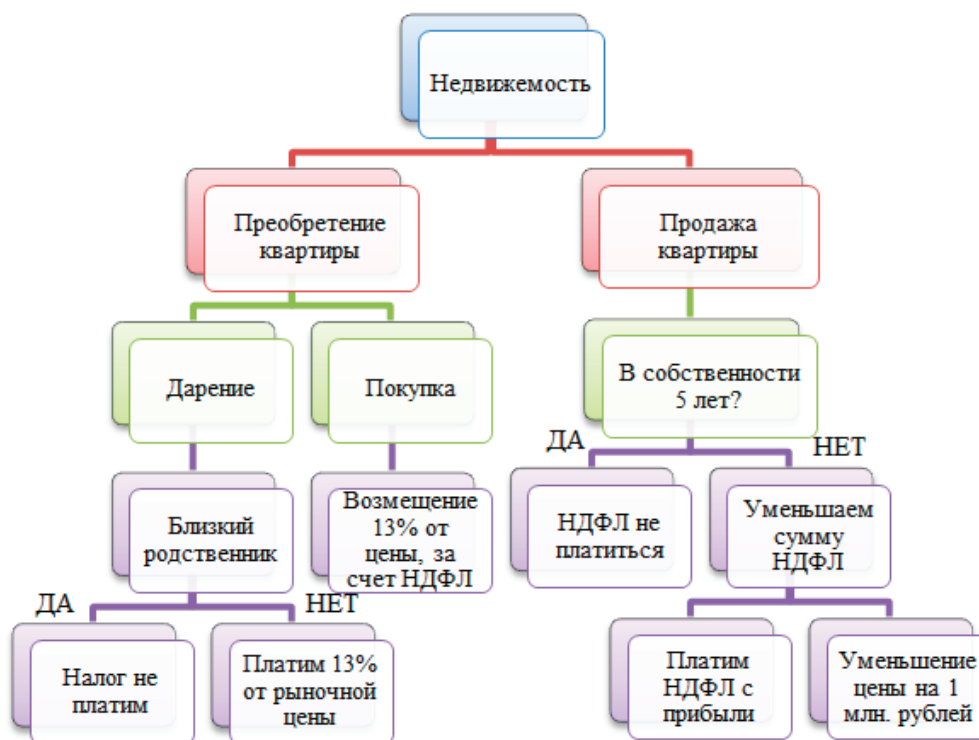 Недвижимость
Преобретение
квартиры
Продажа
квартиры
Дарение
Покупка
В собственности
5 лет?
ДА
НЕТ
Близкий
родственник
Возмещение
13% от
цены, за
счет НДФЛ
НДФЛ не
платиться
Уменьшаем
сумму
НДФЛ
ДА
НЕТ
Налог не
платим
Платим 13%
от рыночной
цены
Платим
НДФЛ с
прибыли
Уменьшение
цены на 1
млн. рублей